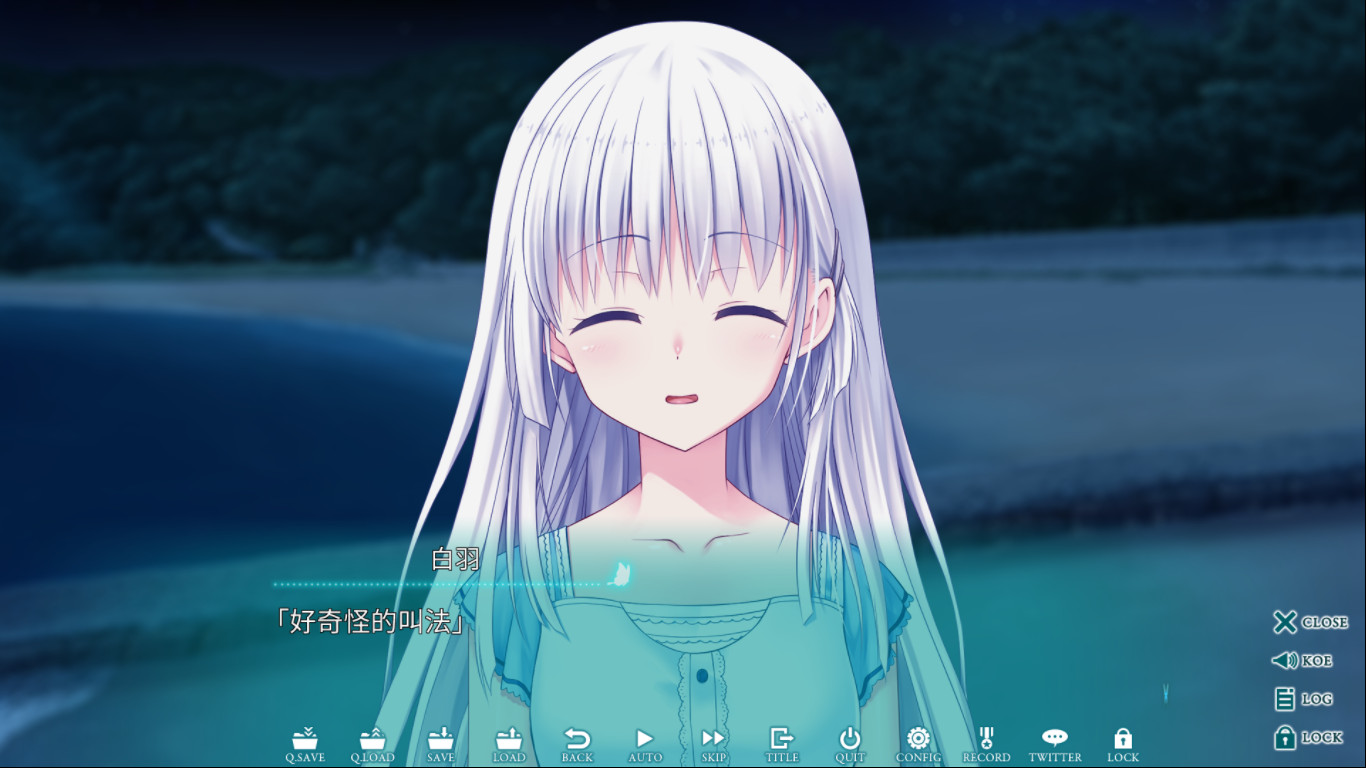 白羽
「好奇怪的叫法」
CLOSE
KOE
LOG
LOCK
Q.SAVE Q.LOAD SAVE LOAD BACK AUTO SKIP TITLE QUIT CONFIG RECORD TWITTER LOCK